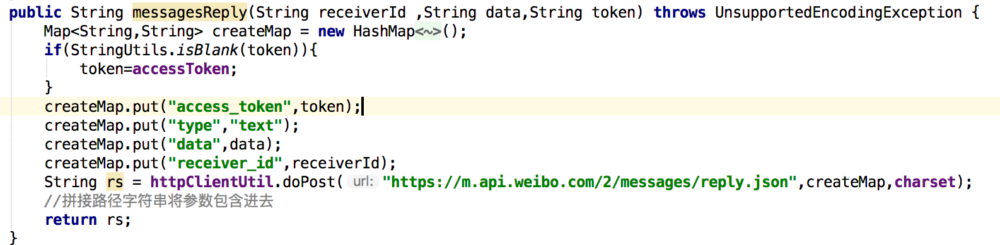 public String messagesReply(String receiverId ,String data,String token) throws UnsupportedEncodingException {
    Map<String,String> createMap = new HashMap<~>();
    if(StringUtils.isBlank(token)){
        token=accessToken;
    }
    createMap.put("access_token",token);
    createMap.put("type","text");
    createMap.put("data",data);
    createMap.put("receiver_id",receiverId);
    String rs = httpClientUtil.doPost( url: "https://m.api.weibo.com/2/messages/reply.json",createMap,charset);
    //拼接路径字符串将参数包含进去
    return rs;
}